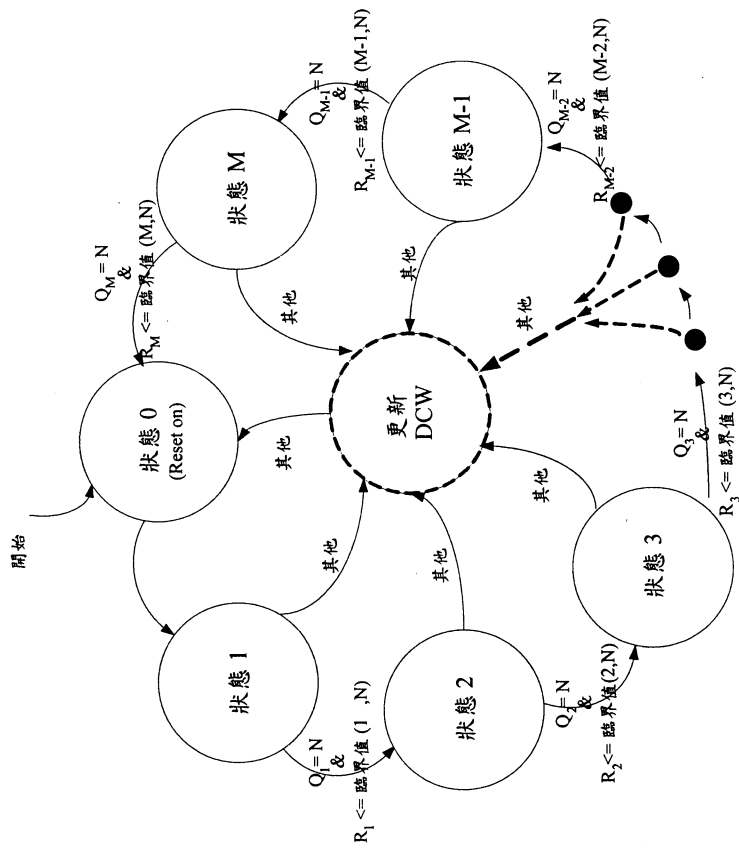 開始
狀態 0
(Reset on)
狀態 1
Q1 = N
&
R1 <= 臨界值 (1 ,N)
其他
狀態 2
Q2 = N
&
R2 <= 臨界值(2,N)
其他
狀態 3
Q3 = N
&
R3 <= 臨界值 (3,N)
其他
其他
QM-2 = N
&
RM-2 <= 臨界值 (M-2,N)
狀態 M-1
QM-1 = N
&
RM-1 <= 臨界值 (M-1,N)
其他
狀態 M
QM = N
&
RM <= 臨界值 (M,N)
其他
更新
DCW
其他